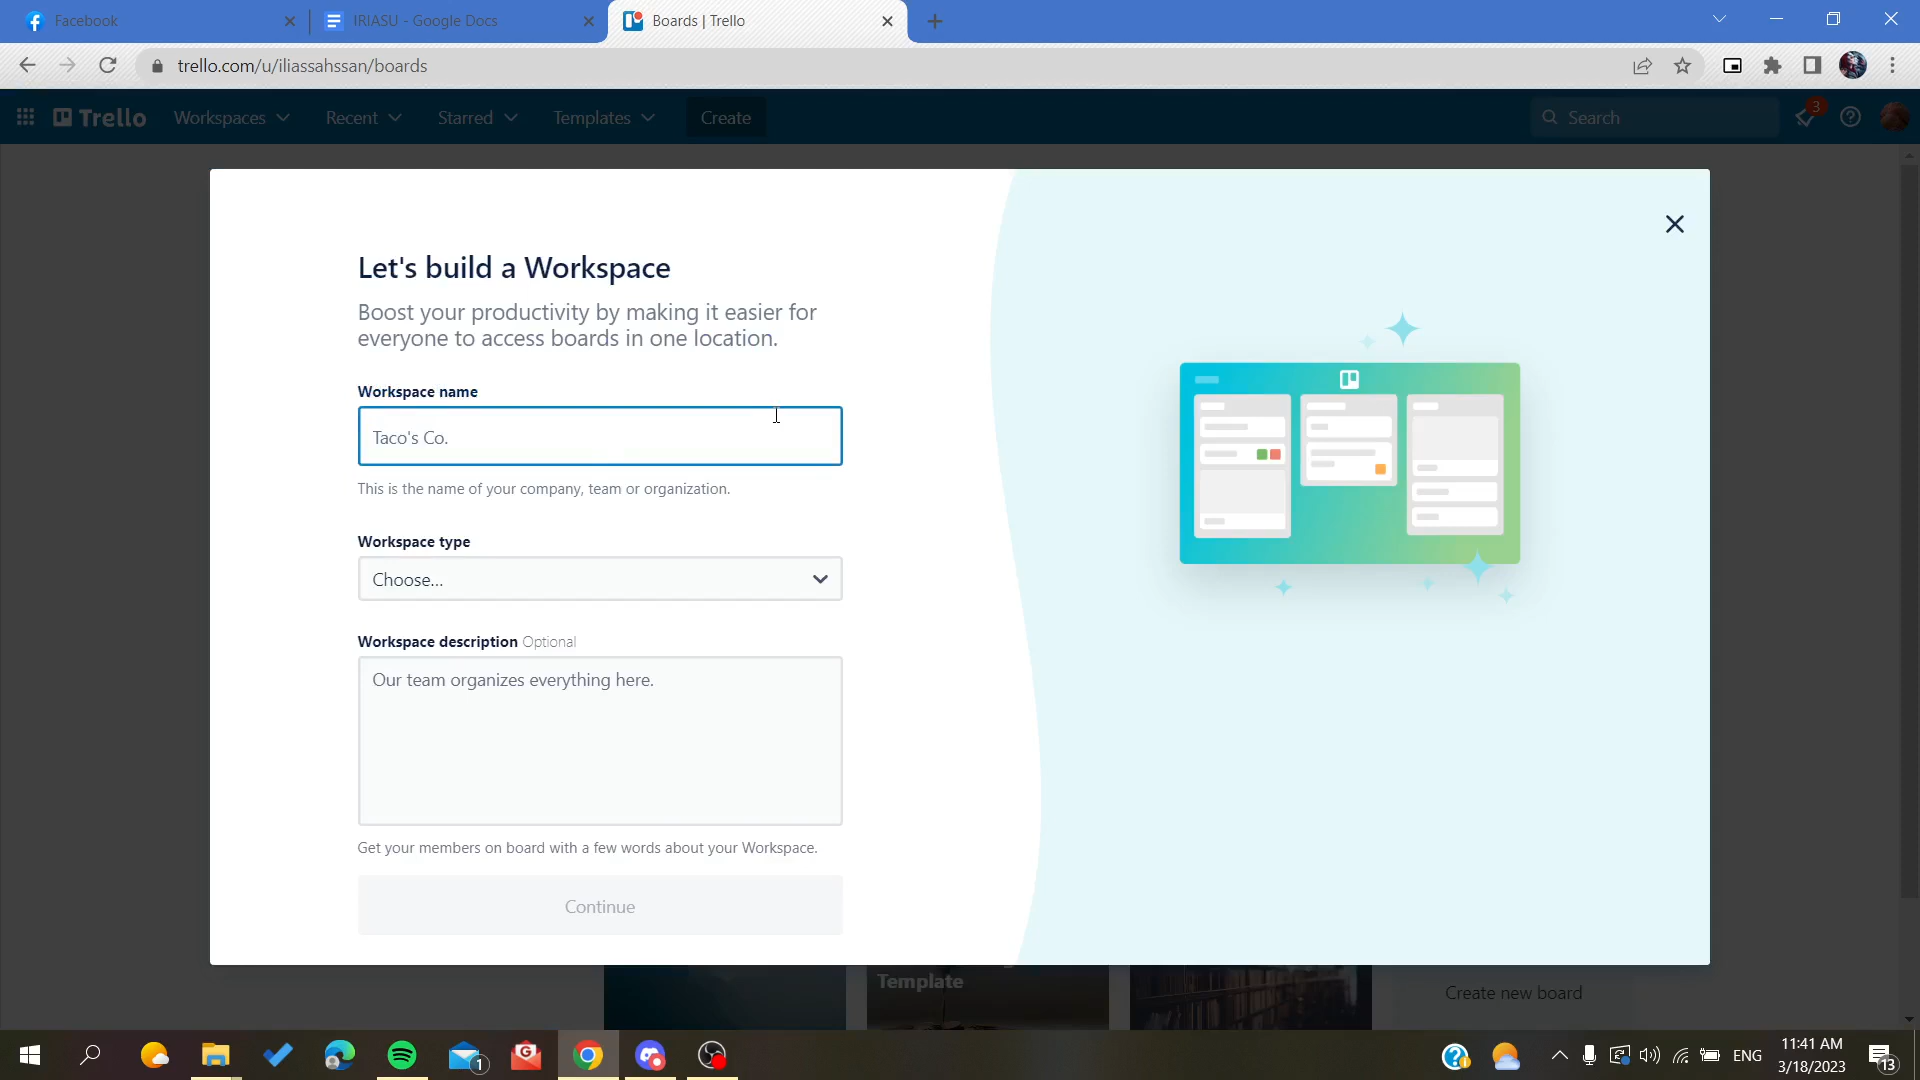 Facebook
IRIASU - Google Docs
Boards | Trello
trello.com/u/iliassahssan/boards
Trello
Workspaces
Recent
Starred
Templates
Create
Search
3
Let's build a Workspace
Boost your productivity by making it easier for
everyone to access boards in one location.
Workspace name
Taco's Co.
This is the name of your company, team or organization.
Workspace type
Choose...
Workspace description Optional
Our team organizes everything here.
Get your members on board with a few words about your Workspace.
Continue
Template
Create new board
1
ENG
11:41 AM
3/18/2023
13